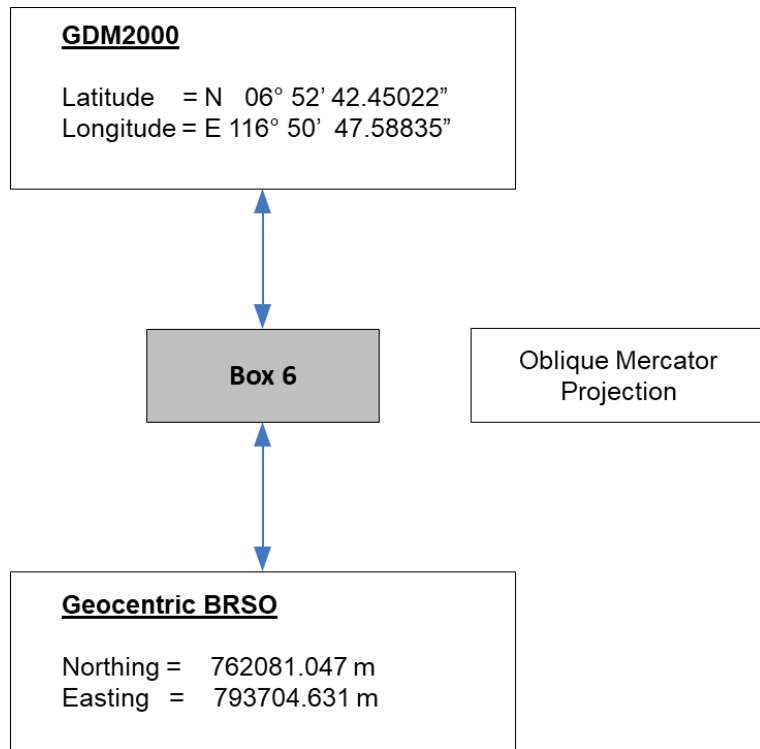 GDM2000
Latitude = N 06° 52’ 42.45022”
Longitude = E 116° 50’ 47.58835”
Box 6
Oblique Mercator
Projection
Geocentric BRSO
Northing = 762081.047 m
Easting = 793704.631 m